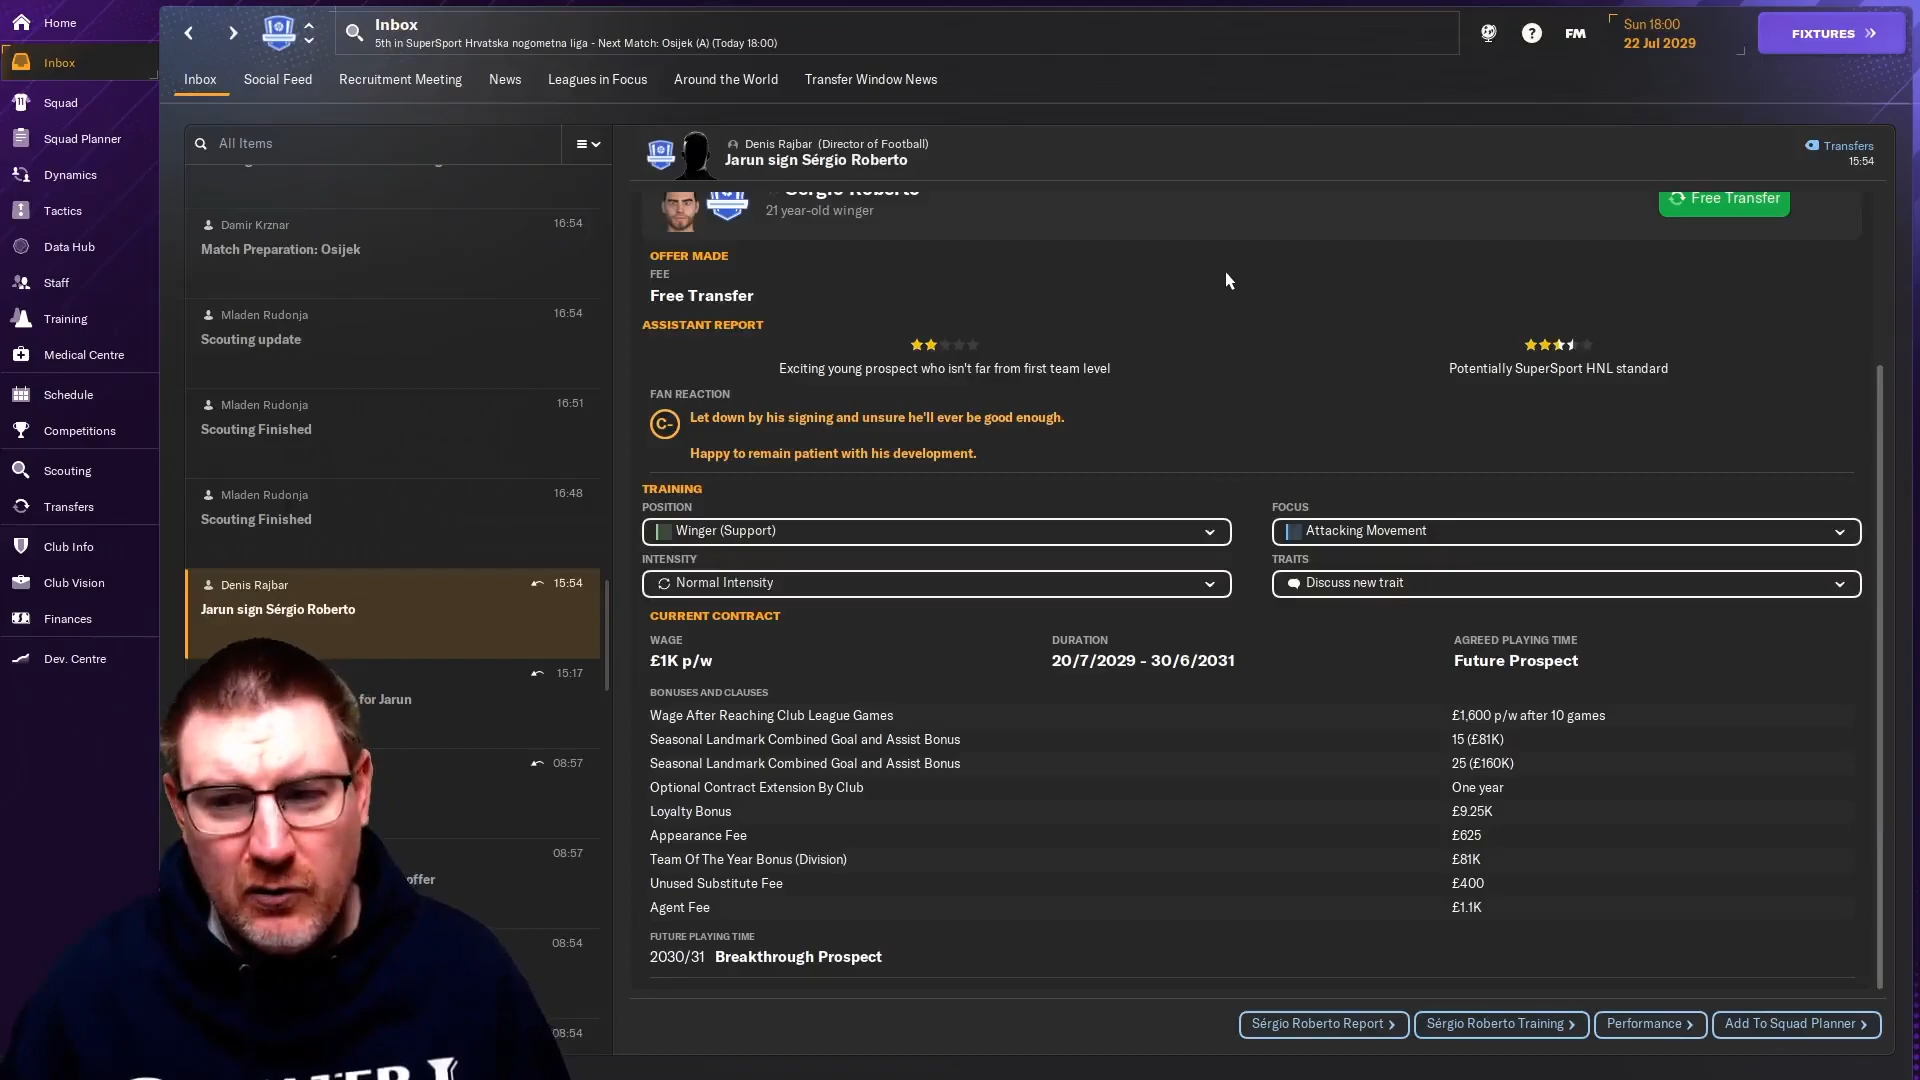 Home
Inbox
Squad
Squad Planner
Dynamics
Tactics
Data Hub
Staff
Training
Medical Centre
Schedule
Competitions
Scouting
Transfers
Club Info
Club Vision
Finances
Dev. Centre
Inbox
5th in SuperSport Hrvatska nogometna liga - Next Match: Osijek (A) (Today 18:00)
FM
Sun 18:00
22 Jul 2029
FIXTURES
Inbox Social Feed Recruitment Meeting News Leagues in Focus Around the World Transfer Window News
All Items
Damir Krznar 16:54
Match Preparation: Osijek
Mladen Rudonja 16:54
Scouting update
Mladen Rudonja 16:51
Scouting Finished
Mladen Rudonja 16:48
Scouting Finished
Denis Rajbar 15:54
Jarun sign Sérgio Roberto
15:17
for Jarun
08:57
08:57
offer
08:54
08:54
Denis Rajbar (Director of Football)
Jarun sign Sérgio Roberto
Transfers
15:54
Sérgio Roberto
21 year-old winger
Free Transfer
OFFER MADE
FEE
Free Transfer
ASSISTANT REPORT
Exciting young prospect who isn't far from first team level
Potentially SuperSport HNL standard
FAN REACTION
C-
Let down by his signing and unsure he'll ever be good enough.
Happy to remain patient with his development.
TRAINING
POSITION
Winger (Support)
FOCUS
Attacking Movement
INTENSITY
Normal Intensity
TRAITS
Discuss new trait
CURRENT CONTRACT
WAGE
£1K p/w
DURATION
20/7/2029 - 30/6/2031
AGREED PLAYING TIME
Future Prospect
BONUSES AND CLAUSES
Wage After Reaching Club League Games £1,600 p/w after 10 games
Seasonal Landmark Combined Goal and Assist Bonus 15 (£81K)
Seasonal Landmark Combined Goal and Assist Bonus 25 (£160K)
Optional Contract Extension By Club One year
Loyalty Bonus £9.25K
Appearance Fee £625
Team Of The Year Bonus (Division) £81K
Unused Substitute Fee £400
Agent Fee £1.1K
FUTURE PLAYING TIME
2030/31 Breakthrough Prospect
Sérgio Roberto Report Sérgio Roberto Training Performance Add To Squad Planner